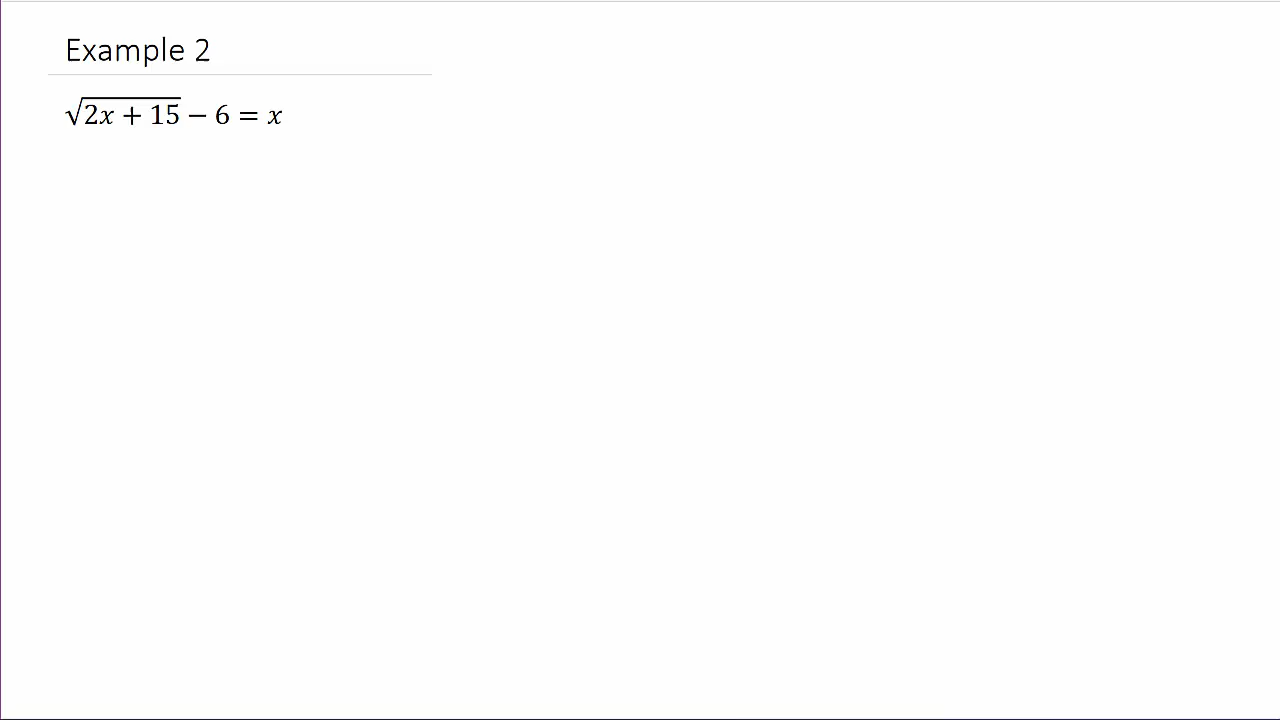 Example 2
√2x + 15 − 6 = x